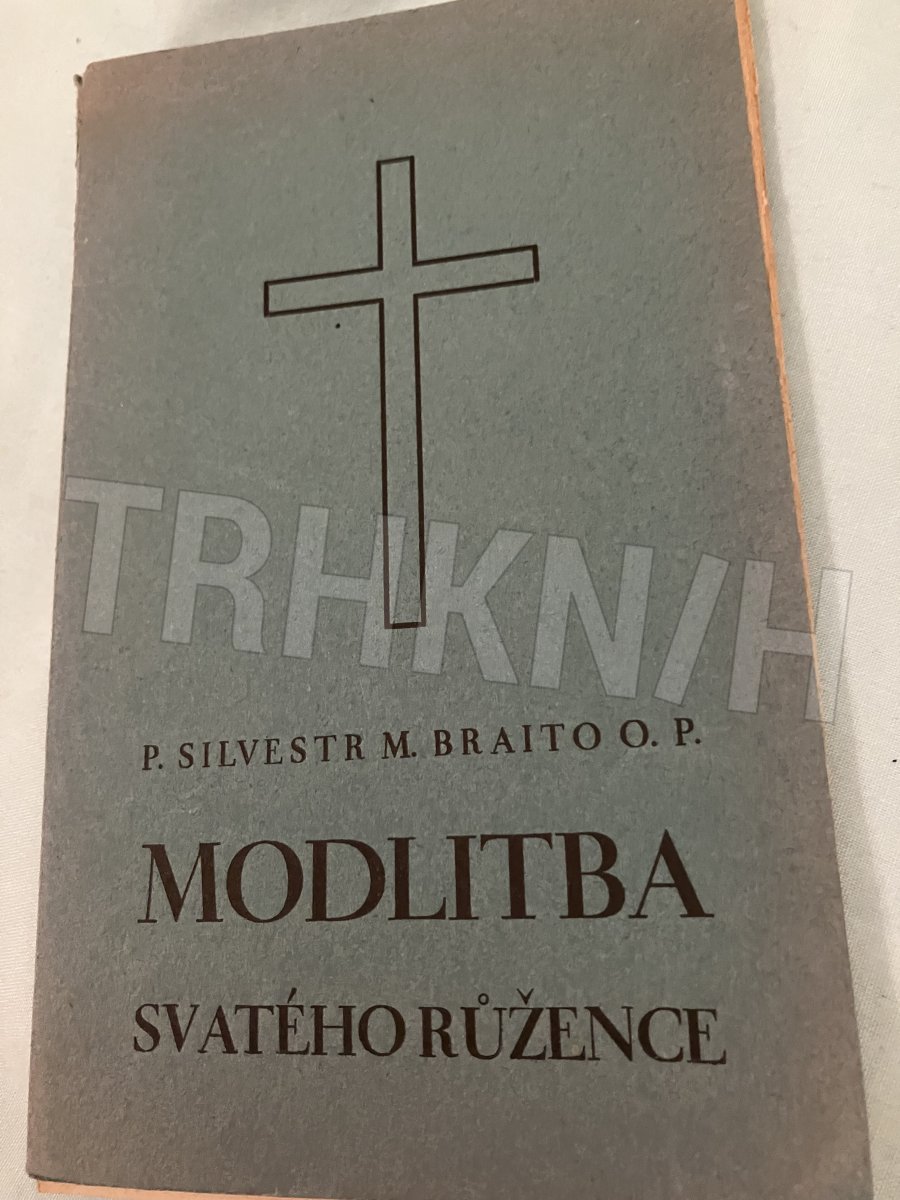 TRHKNIH
P. SILVESTR M. BRAITO O. P.
MODLITBA
SVATÉHO RŮŽENCE